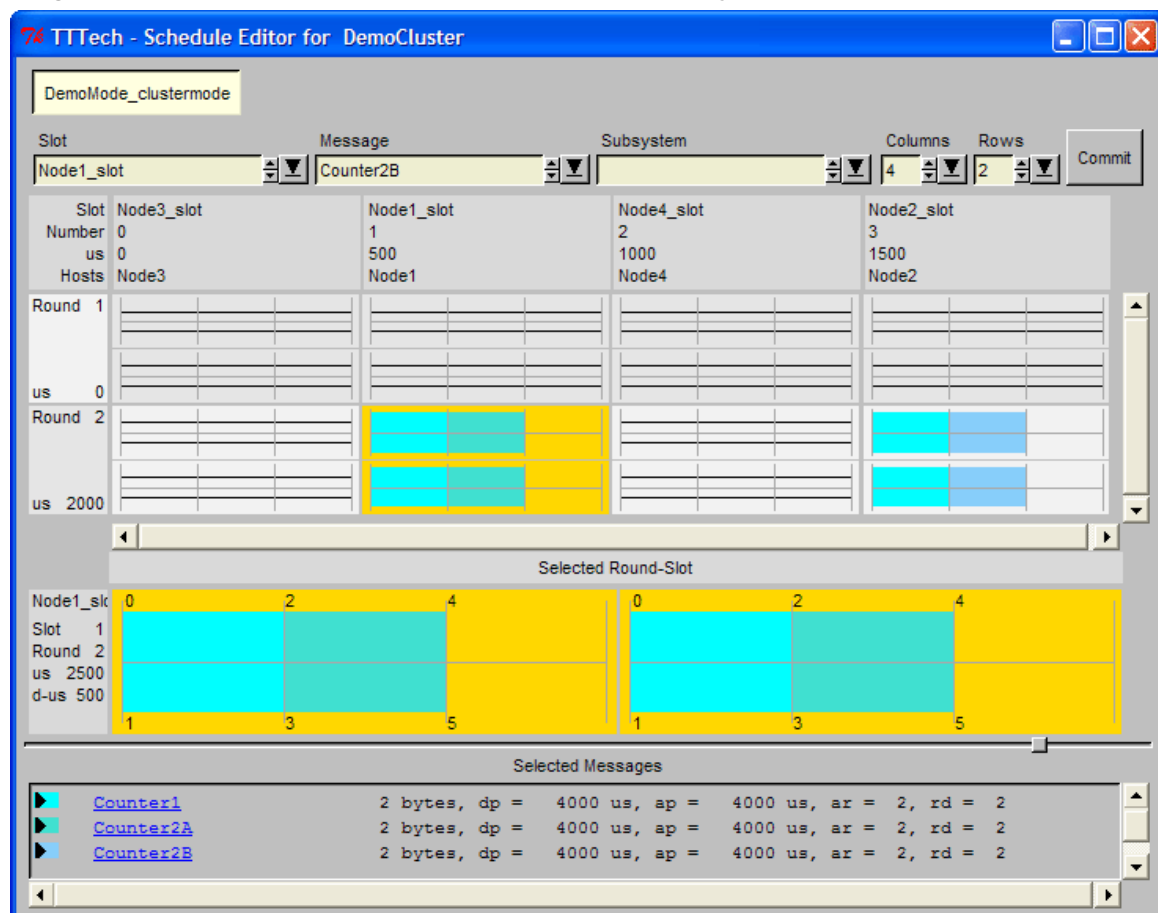 TTTech - Schedule Editor for DemoCluster
DemoMode_clustermode
Slot Message Subsystem Columns Rows
Node1_slot Counter2B 4 2 Commit
Slot Node3_slot Node1_slot Node4_slot Node2_slot
Number 0 1 2 3
us 0 500 1000 1500
Hosts Node3 Node1 Node4 Node2
Round 1
us 0
Round 2
us 2000
Selected Round-Slot
Node1_slc 0 2 4 0 2 4
Slot 1
Round 2
us 2500
d-us 500
1 3 5 1 3 5
Selected Messages
Counter1 2 bytes, dp = 4000 us, ap = 4000 us, ar = 2, rd = 2
Counter2A 2 bytes, dp = 4000 us, ap = 4000 us, ar = 2, rd = 2
Counter2B 2 bytes, dp = 4000 us, ap = 4000 us, ar = 2, rd = 2